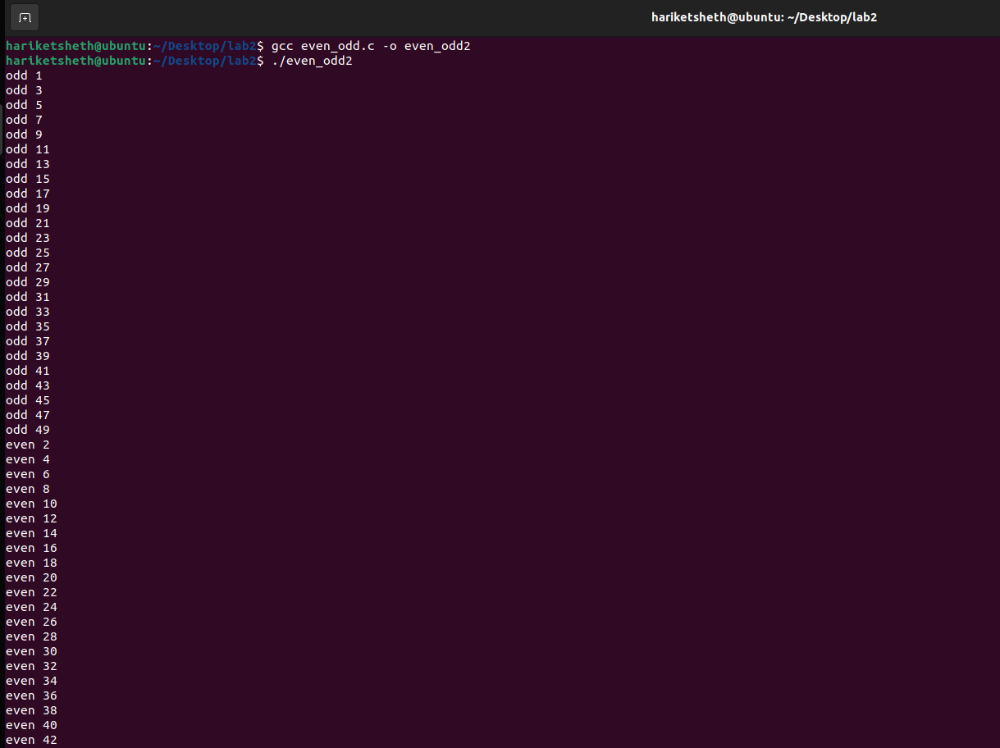 hariketsheth@ubuntu: ~/Desktop/lab2
hariketsheth@ubuntu:~/Desktop/lab2$ gcc even_odd.c -o even_odd2
hariketsheth@ubuntu:~/Desktop/lab2$ ./even_odd2
odd 1
odd 3
odd 5
odd 7
odd 9
odd 11
odd 13
odd 15
odd 17
odd 19
odd 21
odd 23
odd 25
odd 27
odd 29
odd 31
odd 33
odd 35
odd 37
odd 39
odd 41
odd 43
odd 45
odd 47
odd 49
even 2
even 4
even 6
even 8
even 10
even 12
even 14
even 16
even 18
even 20
even 22
even 24
even 26
even 28
even 30
even 32
even 34
even 36
even 38
even 40
even 42